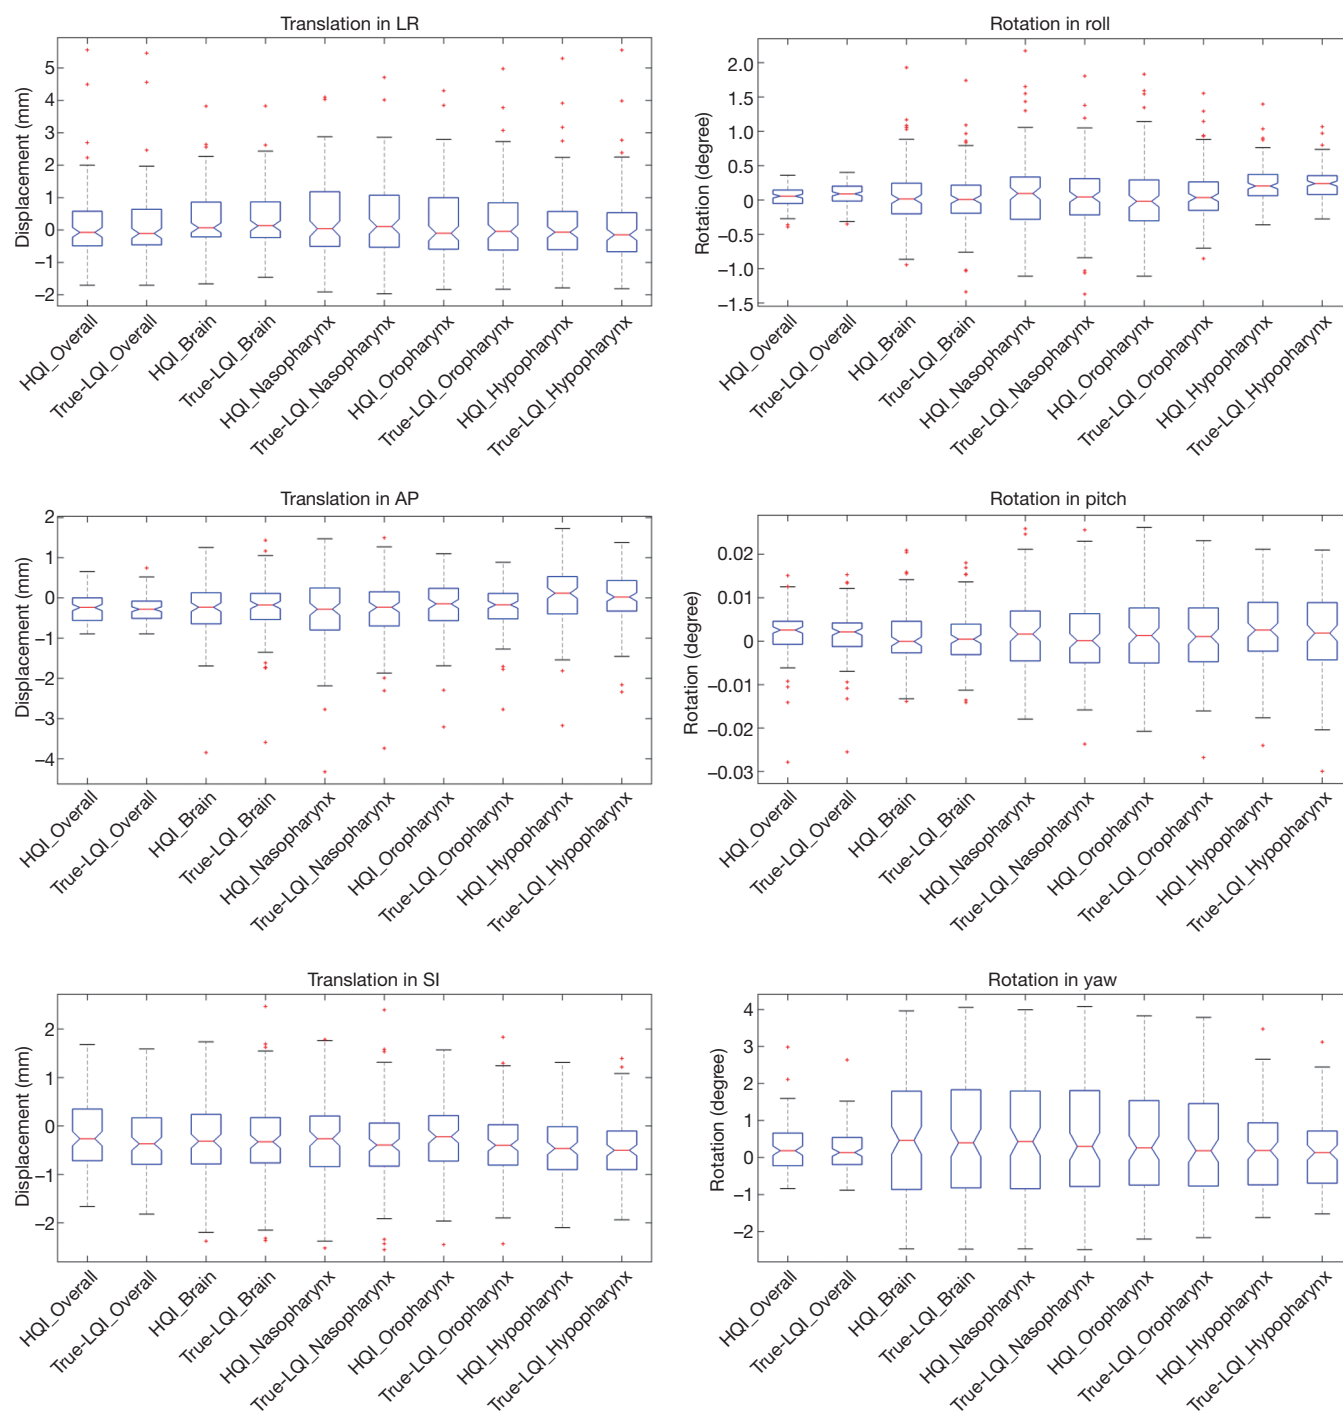 Translation in LR
Displacement (mm)
5
4
3
2
1
0
−1
−2
HQI_Overall
True-LQI_Overall
HQI_Brain
True-LQI_Brain
HQI_Nasopharynx
True-LQI_Nasopharynx
HQI_Oropharynx
True-LQI_Oropharynx
HQI_Hypopharynx
True-LQI_Hypopharynx
Rotation in roll
Rotation (degree)
2.0
1.5
1.0
0.5
0
−0.5
−1.0
−1.5
HQI_Overall
True-LQI_Overall
HQI_Brain
True-LQI_Brain
HQI_Nasopharynx
True-LQI_Nasopharynx
HQI_Oropharynx
True-LQI_Oropharynx
HQI_Hypopharynx
True-LQI_Hypopharynx
Translation in AP
Displacement (mm)
2
1
0
−1
−2
−3
−4
HQI_Overall
True-LQI_Overall
HQI_Brain
True-LQI_Brain
HQI_Nasopharynx
True-LQI_Nasopharynx
HQI_Oropharynx
True-LQI_Oropharynx
HQI_Hypopharynx
True-LQI_Hypopharynx
Rotation in pitch
Rotation (degree)
0.02
0.01
0
−0.01
−0.02
−0.03
HQI_Overall
True-LQI_Overall
HQI_Brain
True-LQI_Brain
HQI_Nasopharynx
True-LQI_Nasopharynx
HQI_Oropharynx
True-LQI_Oropharynx
HQI_Hypopharynx
True-LQI_Hypopharynx
Translation in SI
Displacement (mm)
2
1
0
−1
−2
HQI_Overall
True-LQI_Overall
HQI_Brain
True-LQI_Brain
HQI_Nasopharynx
True-LQI_Nasopharynx
HQI_Oropharynx
True-LQI_Oropharynx
HQI_Hypopharynx
True-LQI_Hypopharynx
Rotation in yaw
Rotation (degree)
4
3
2
1
0
−1
−2
HQI_Overall
True-LQI_Overall
HQI_Brain
True-LQI_Brain
HQI_Nasopharynx
True-LQI_Nasopharynx
HQI_Oropharynx
True-LQI_Oropharynx
HQI_Hypopharynx
True-LQI_Hypopharynx